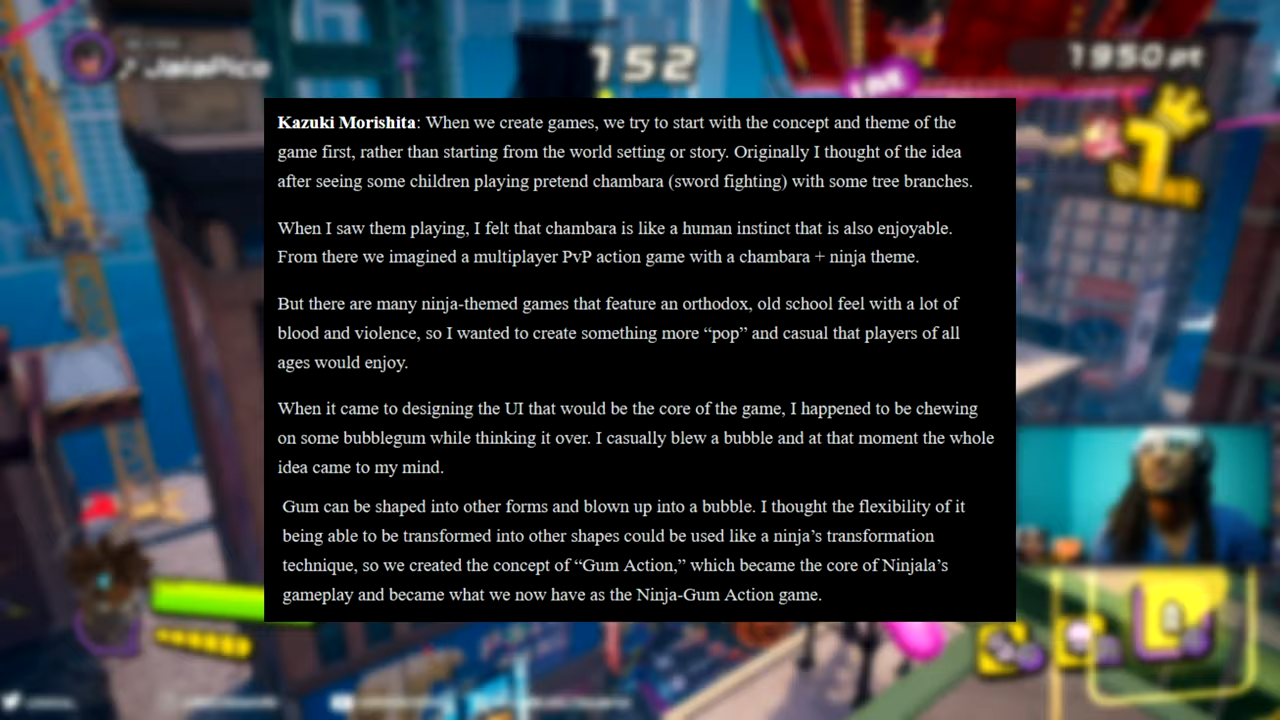 JalaPico
152
1950pt
LIVE
Kazuki Morishita: When we create games, we try to start with the concept and theme of the
game first, rather than starting from the world setting or story. Originally I thought of the idea
after seeing some children playing pretend chambara (sword fighting) with some tree branches.
When I saw them playing, I felt that chambara is like a human instinct that is also enjoyable.
From there we imagined a multiplayer PvP action game with a chambara + ninja theme.
But there are many ninja-themed games that feature an orthodox, old school feel with a lot of
blood and violence, so I wanted to create something more “pop” and casual that players of all
ages would enjoy.
When it came to designing the UI that would be the core of the game, I happened to be chewing
on some bubblegum while thinking it over. I casually blew a bubble and at that moment the whole
idea came to my mind.
Gum can be shaped into other forms and blown up into a bubble. I thought the flexibility of it
being able to be transformed into other shapes could be used like a ninja’s transformation
technique, so we created the concept of “Gum Action,” which became the core of Ninjala’s
gameplay and became what we now have as the Ninja-Gum Action game.